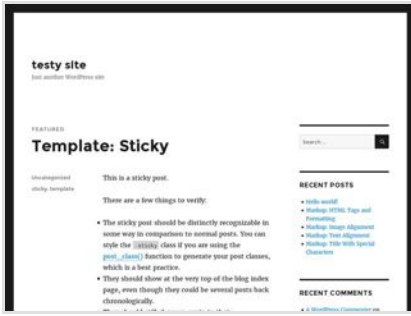 testy site
Just another WordPress site
FEATURED
Template: Sticky
Uncategorized
sticky, template
This is a sticky post.
There are a few things to verify:
The sticky post should be distinctly recognizable in
some way in comparison to normal posts. You can
style the .sticky class if you are using the
post_class() function to generate your post classes,
which is a best practice.
They should show at the very top of the blog index
page, even though they could be several posts back
chronologically.
Search …
RECENT POSTS
Hello world!
Markup: HTML Tags and
Formatting
Markup: Image Alignment
Markup: Text Alignment
Markup: Title With Special
Characters
RECENT COMMENTS
A WordPress Commenter on